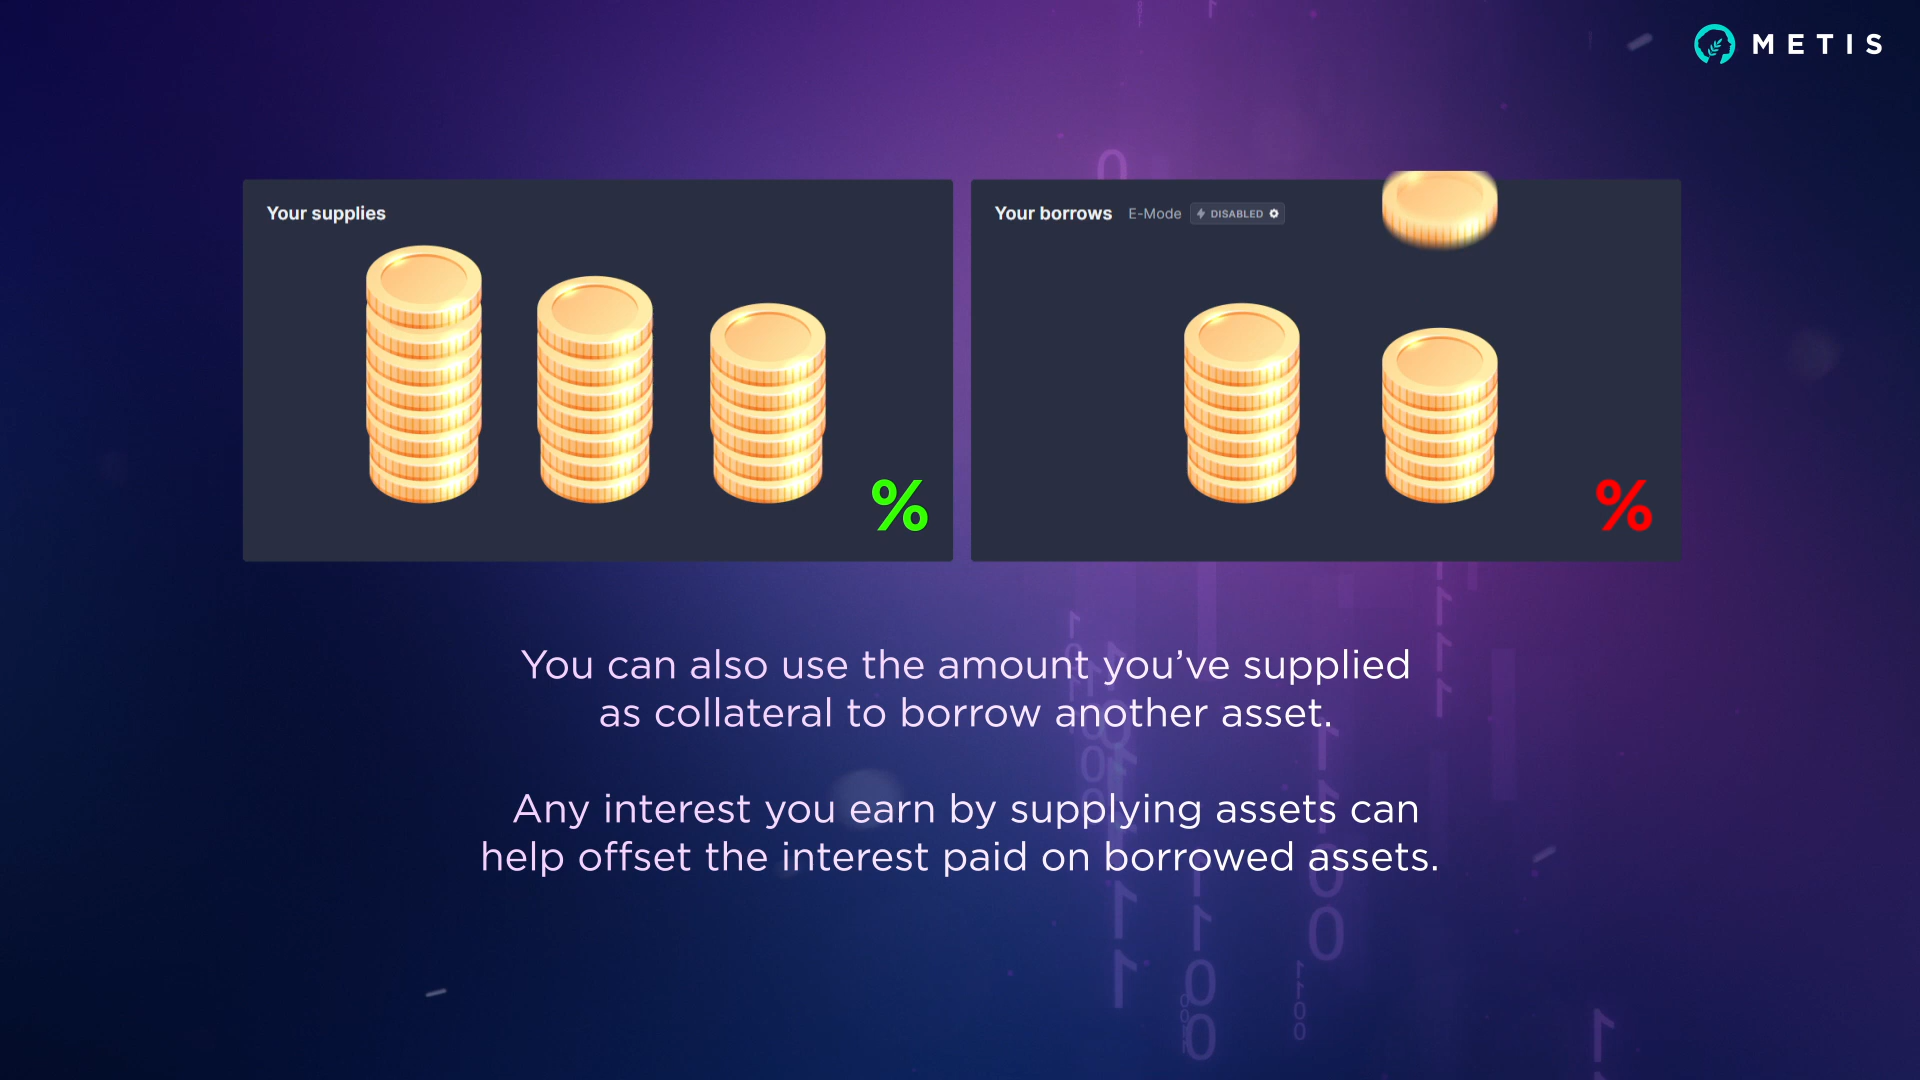 METIS
Your supplies
Your borrows E-Mode DISABLED
%
%
You can also use the amount you’ve supplied
as collateral to borrow another asset.
Any interest you earn by supplying assets can
help offset the interest paid on borrowed assets.